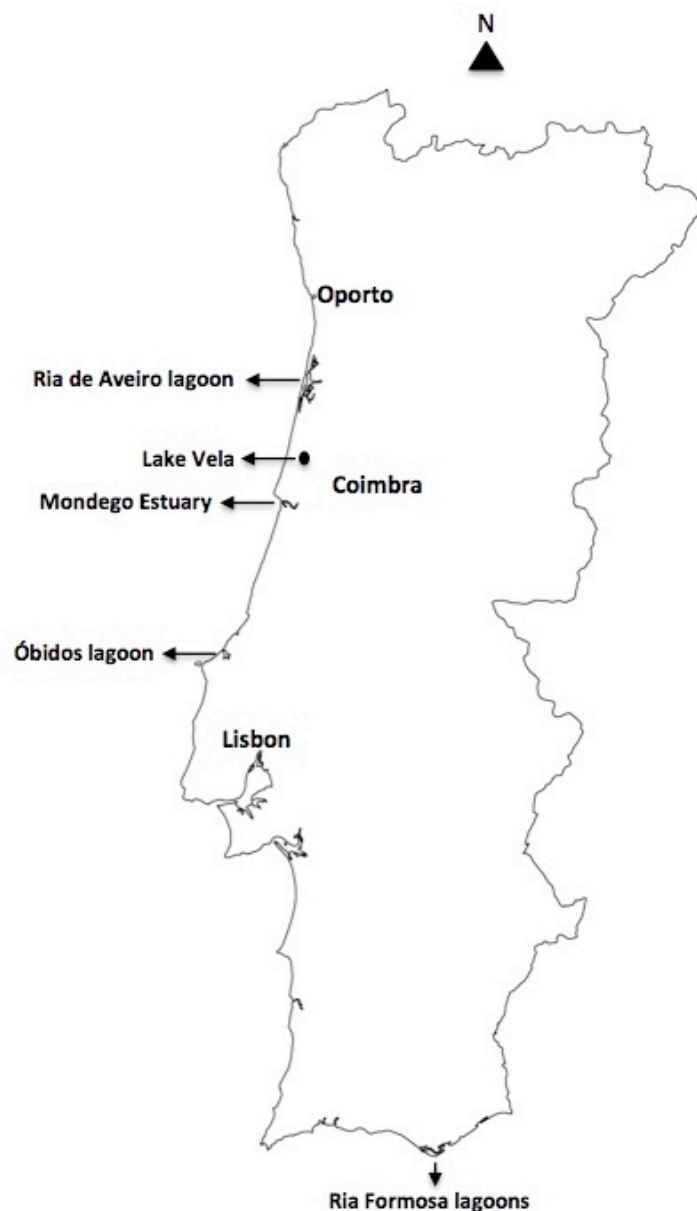 N
Oporto
Ria de Aveiro lagoon
Lake Vela
Coimbra
Mondego Estuary
Óbidos lagoon
Lisbon
Ria Formosa lagoons